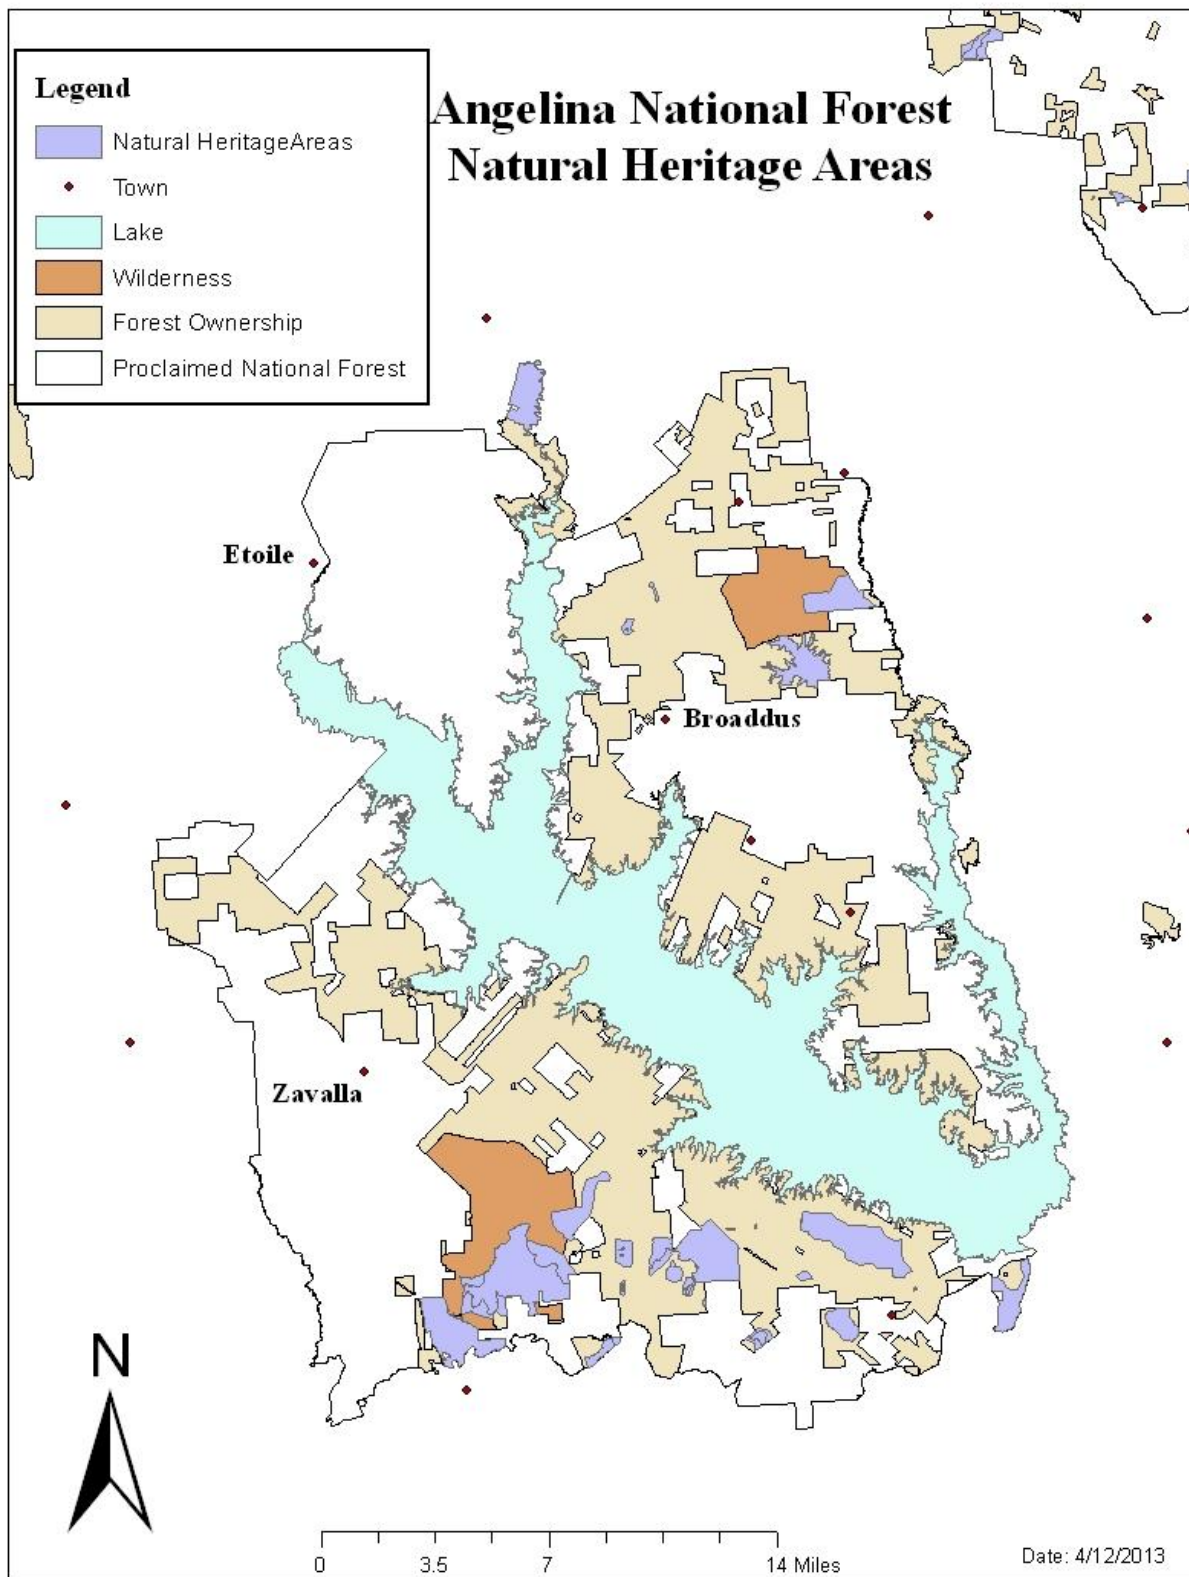 Angelina National Forest
Natural Heritage Areas
Legend
Natural HeritageAreas
Town
Lake
Wilderness
Forest Ownership
Proclaimed National Forest
Etoile
Broaddus
Zavalla
N
0 3.5 7 14 Miles
Date: 4/12/2013